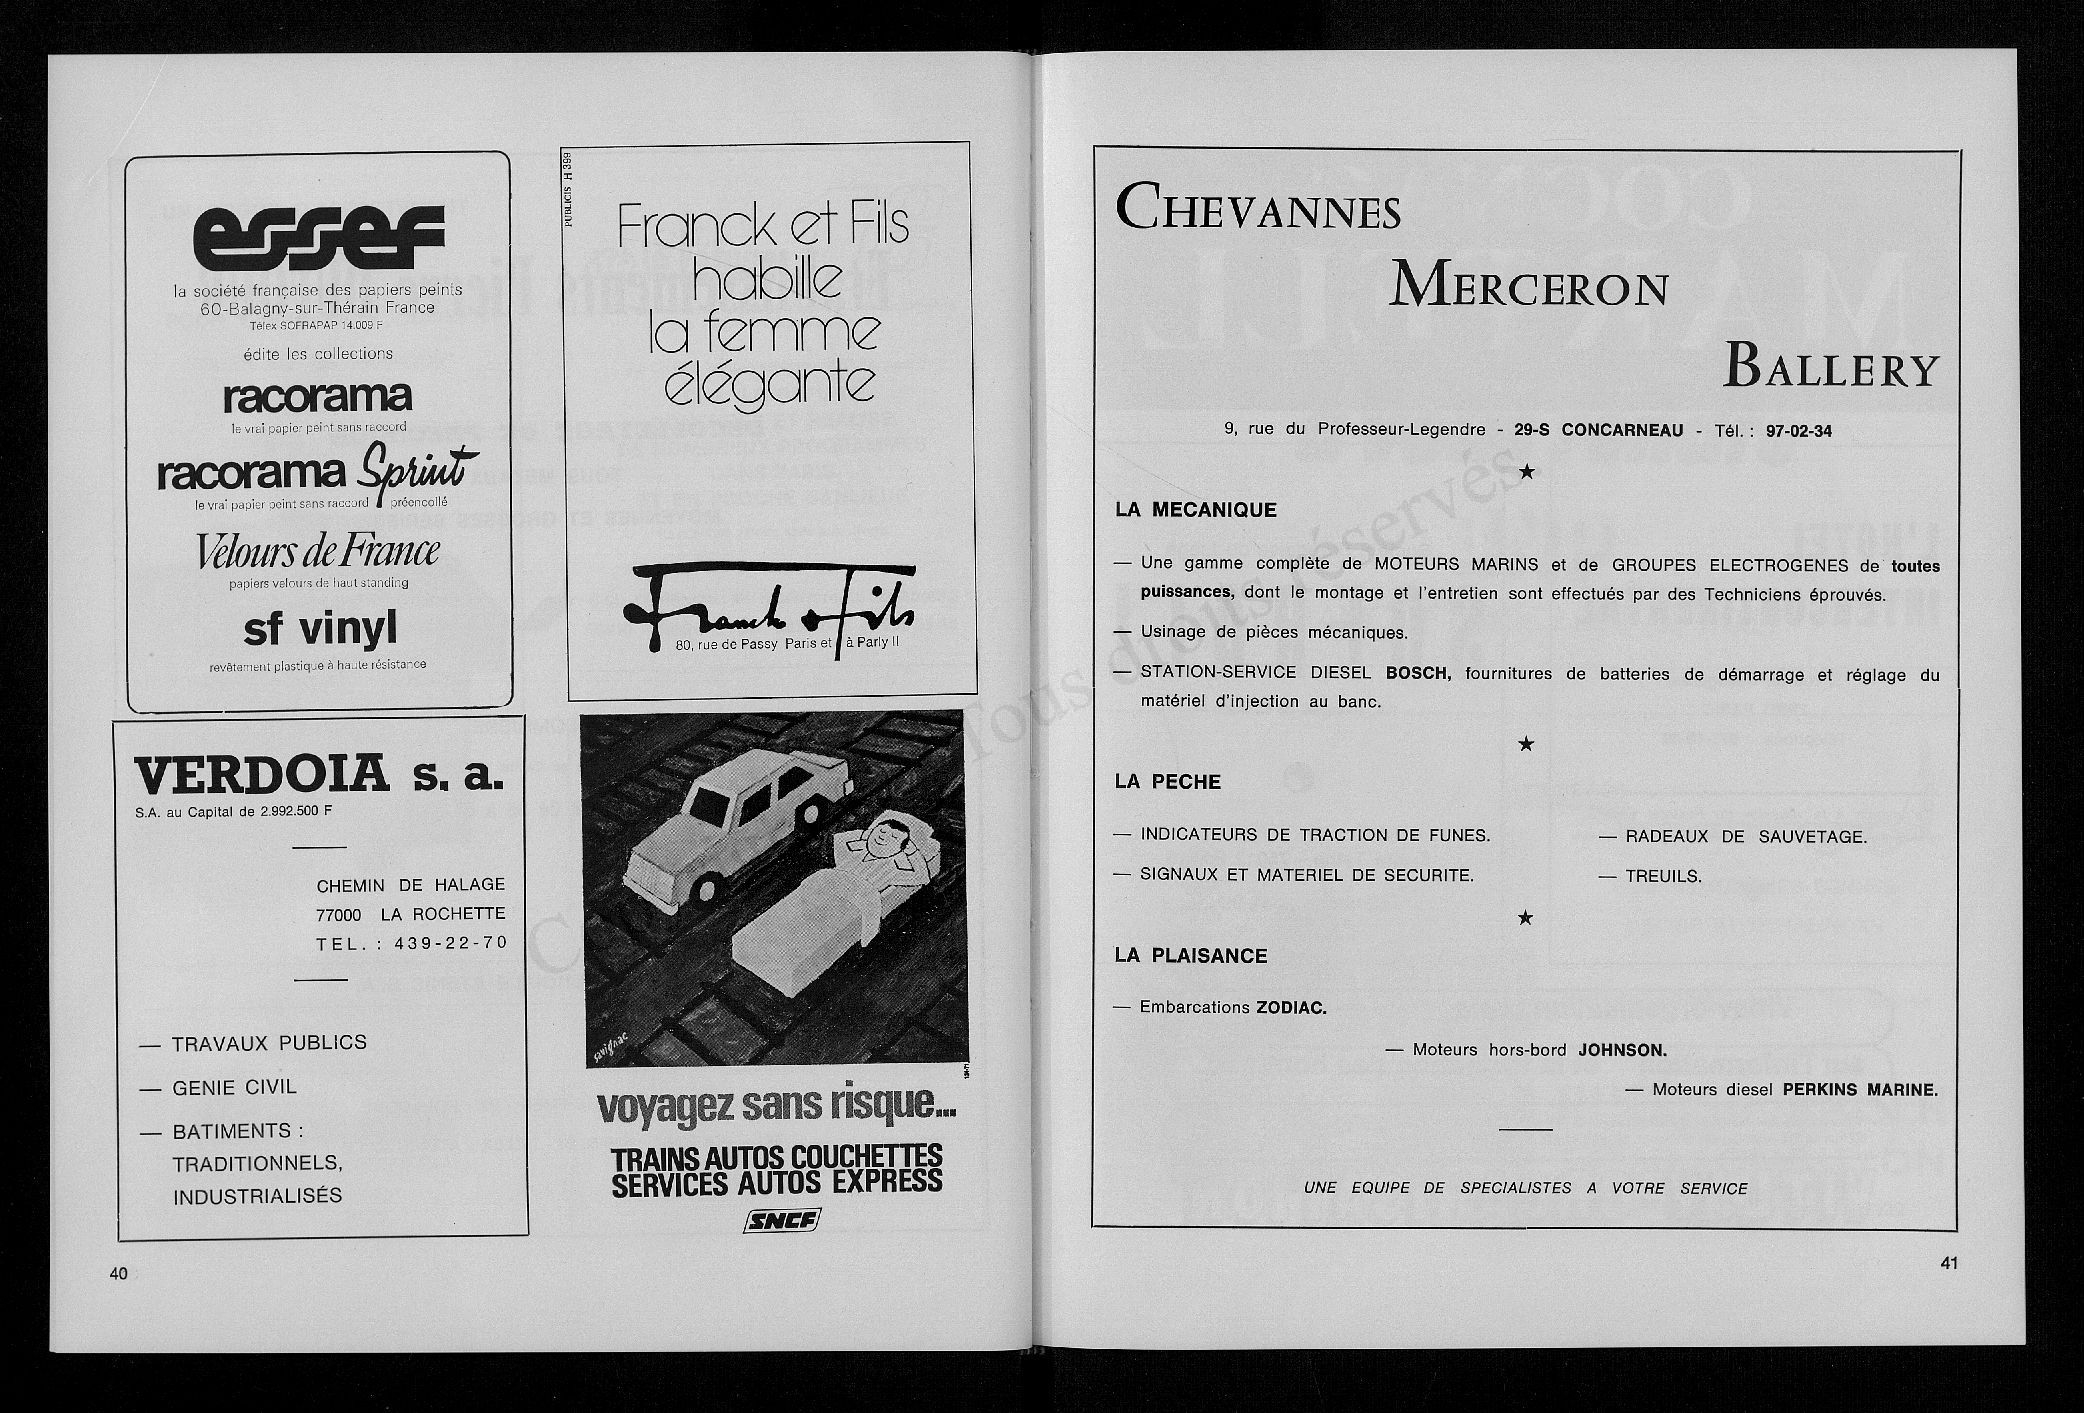 essef
la société française des papiers peints
60-Balagny-sur-Thérain France
Télex SOFRAPAP 14.009 F
édite les collections
racorama
le vrai papier peint sans raccord
racorama Sprint
le vrai papier peint sans raccord préencollé
Velours de France
papiers velours de haut standing
sf vinyl
revêtement plastique à haute résistance
PUBLICIS H 399
Franck et Fils
habille
la femme
élégante
Franck & Fils
80, rue de Passy Paris et à Parly II
VERDOIA s. a.
S.A. au Capital de 2.992.500 F
CHEMIN DE HALAGE
77000 LA ROCHETTE
TEL. : 439-22-70
— TRAVAUX PUBLICS
— GENIE CIVIL
— BATIMENTS :
TRADITIONNELS,
INDUSTRIALISÉS
savignac
voyagez sans risque...
TRAINS AUTOS COUCHETTES
SERVICES AUTOS EXPRESS
SNCF
40
CHEVANNES
MERCERON
BALLERY
9, rue du Professeur-Legendre - 29-S CONCARNEAU - Tél. : 97-02-34
★
LA MECANIQUE
— Une gamme complète de MOTEURS MARINS et de GROUPES ELECTROGENES de toutes
puissances, dont le montage et l'entretien sont effectués par des Techniciens éprouvés.
— Usinage de pièces mécaniques.
— STATION-SERVICE DIESEL BOSCH, fournitures de batteries de démarrage et réglage du
matériel d'injection au banc.
★
LA PECHE
— INDICATEURS DE TRACTION DE FUNES. — RADEAUX DE SAUVETAGE.
— SIGNAUX ET MATERIEL DE SECURITE. — TREUILS.
★
LA PLAISANCE
— Embarcations ZODIAC.
— Moteurs hors-bord JOHNSON.
— Moteurs diesel PERKINS MARINE.
UNE EQUIPE DE SPECIALISTES A VOTRE SERVICE
41
Tous droits réservés